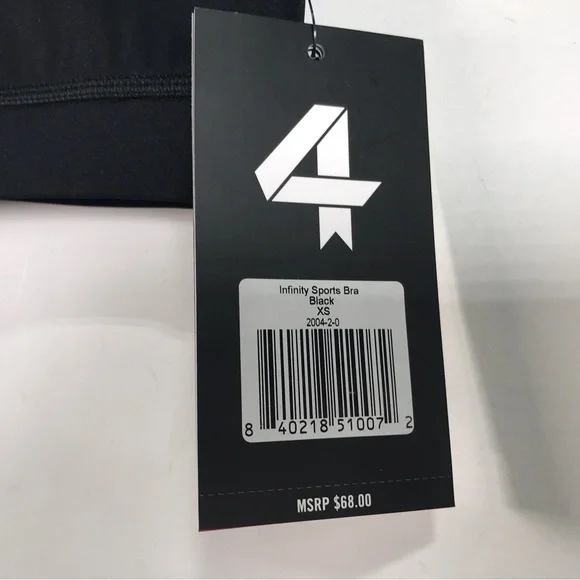 4
Infinity Sports Bra
Black
XS
2004-2-0
8 40218 51007 2
MSRP $68.00